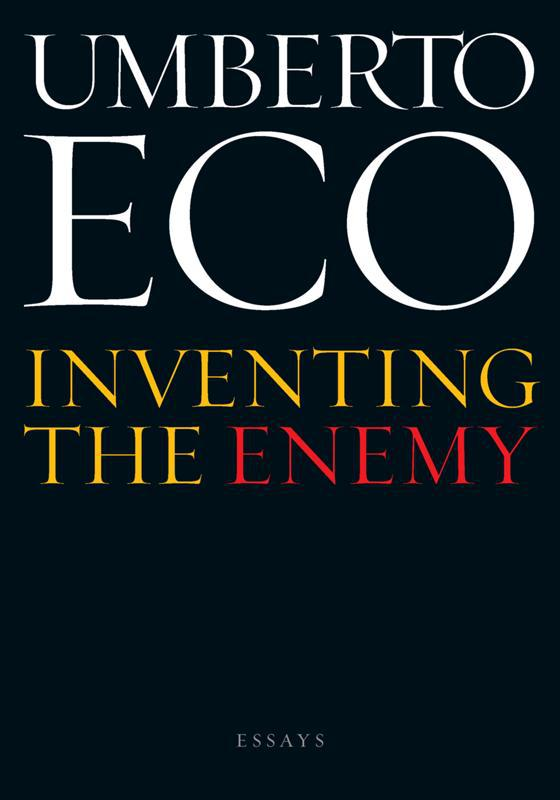 UMBERTO
ECO
INVENTING
THE ENEMY
ESSAYS